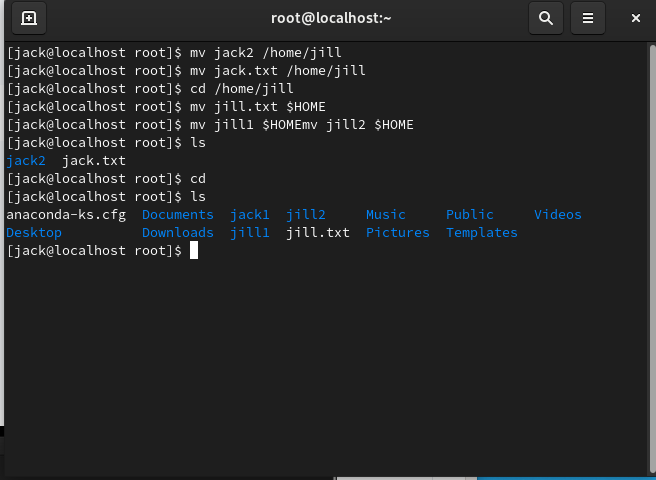 root@localhost:~
[jack@localhost root]$ mv jack2 /home/jill
[jack@localhost root]$ mv jack.txt /home/jill
[jack@localhost root]$ cd /home/jill
[jack@localhost root]$ mv jill.txt $HOME
[jack@localhost root]$ mv jill1 $HOMEmv jill2 $HOME
[jack@localhost root]$ ls
jack2  jack.txt
[jack@localhost root]$ cd
[jack@localhost root]$ ls
anaconda-ks.cfg  Documents  jack1  jill2     Music     Public     Videos
Desktop          Downloads  jill1  jill.txt  Pictures  Templates
[jack@localhost root]$